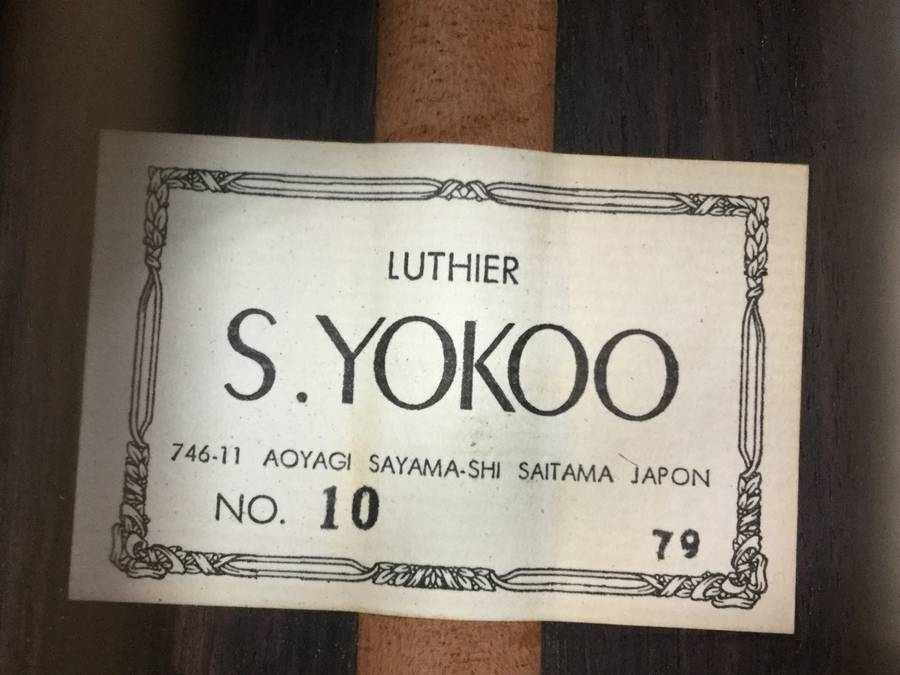 LUTHIER
S.YOKOO
746-11 AOYAGI SAYAMA-SHI SAITAMA JAPON
NO. 10
79